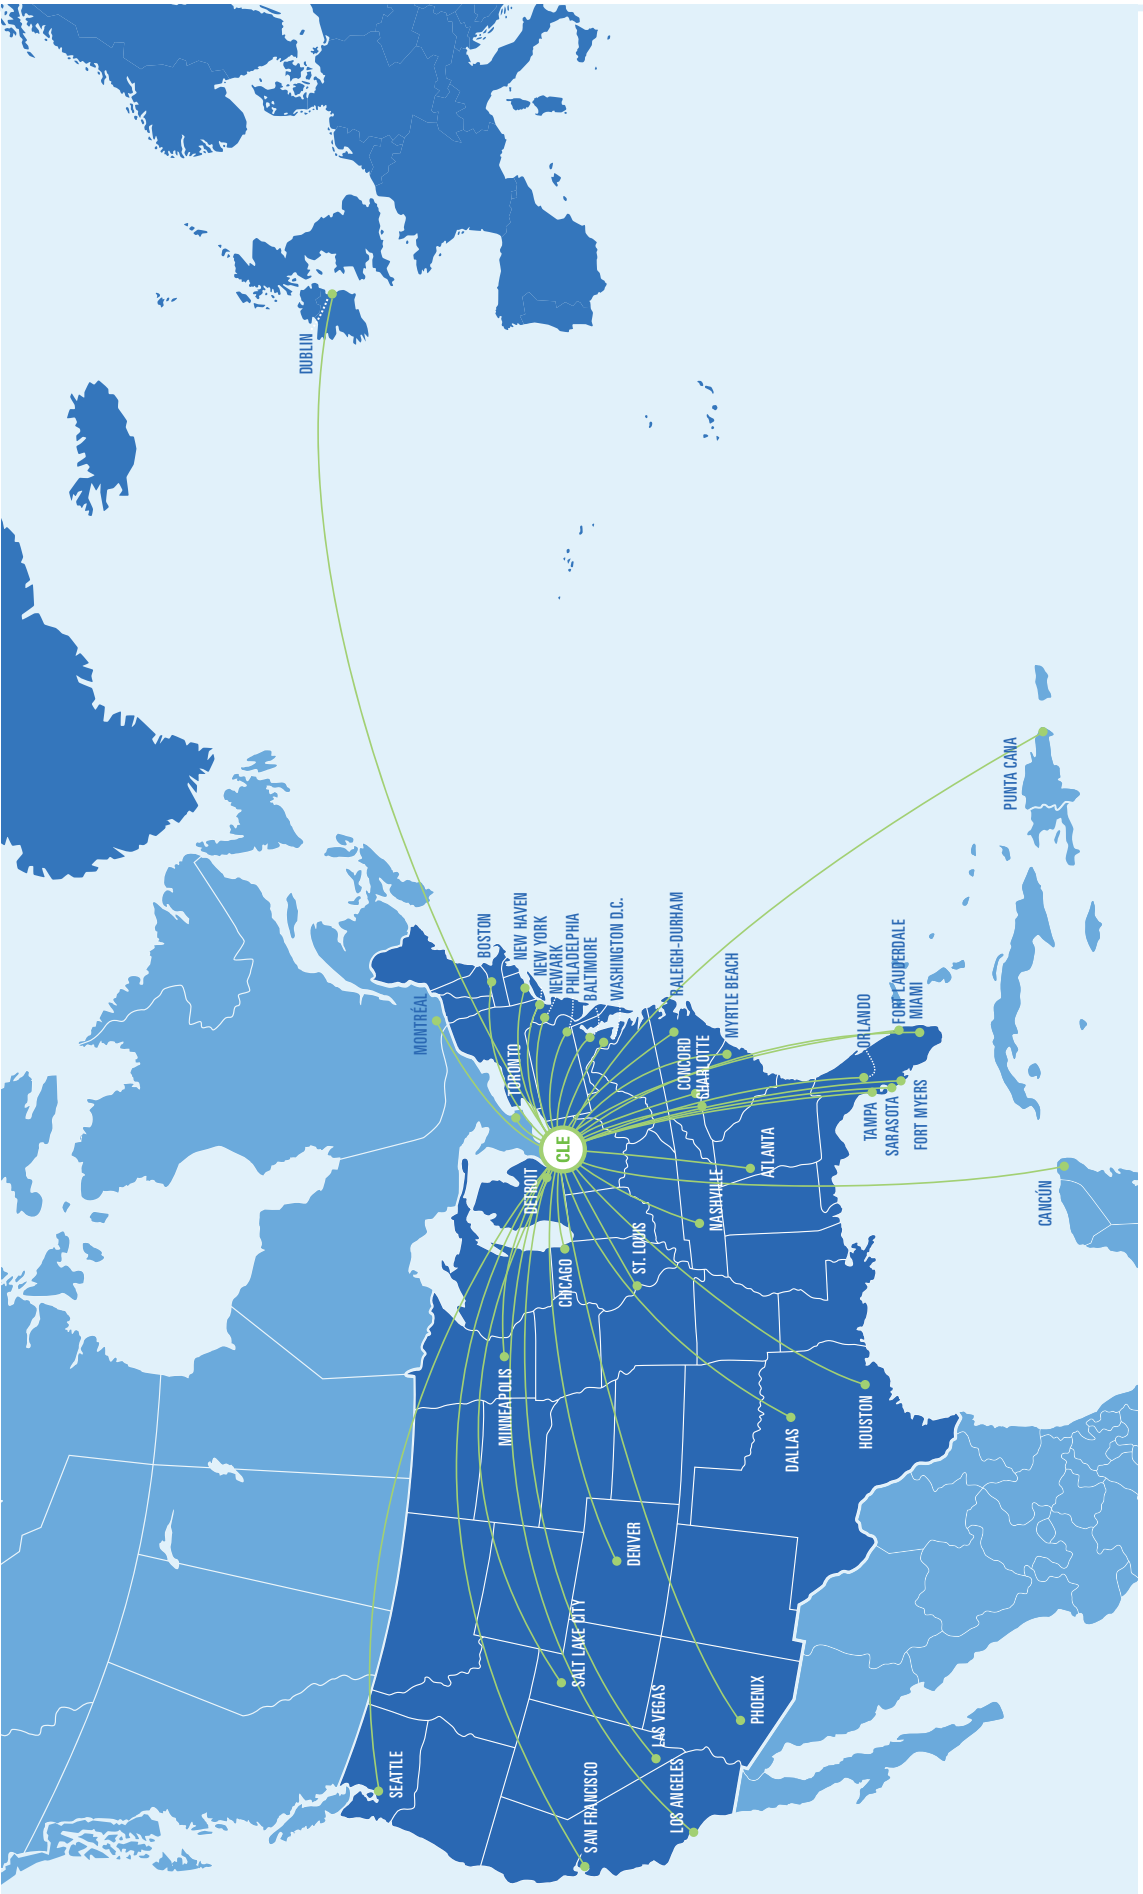 SEATTLE
SAN FRANCISCO
LOS ANGELES
LAS VEGAS
PHOENIX
SALT LAKE CITY
DENVER
MINNEAPOLIS
DALLAS
HOUSTON
CHICAGO
ST. LOUIS
NASHVILLE
DETROIT
CLE
ATLANTA
CANCÚN
TORONTO
MONTRÉAL
BOSTON
NEW HAVEN
NEW YORK
NEWARK
PHILADELPHIA
BALTIMORE
WASHINGTON D.C.
RALEIGH-DURHAM
MYRTLE BEACH
CONCORD
CHARLOTTE
ORLANDO
TAMPA
SARASOTA
FORT MYERS
FORT LAUDERDALE
MIAMI
PUNTA CANA
DUBLIN